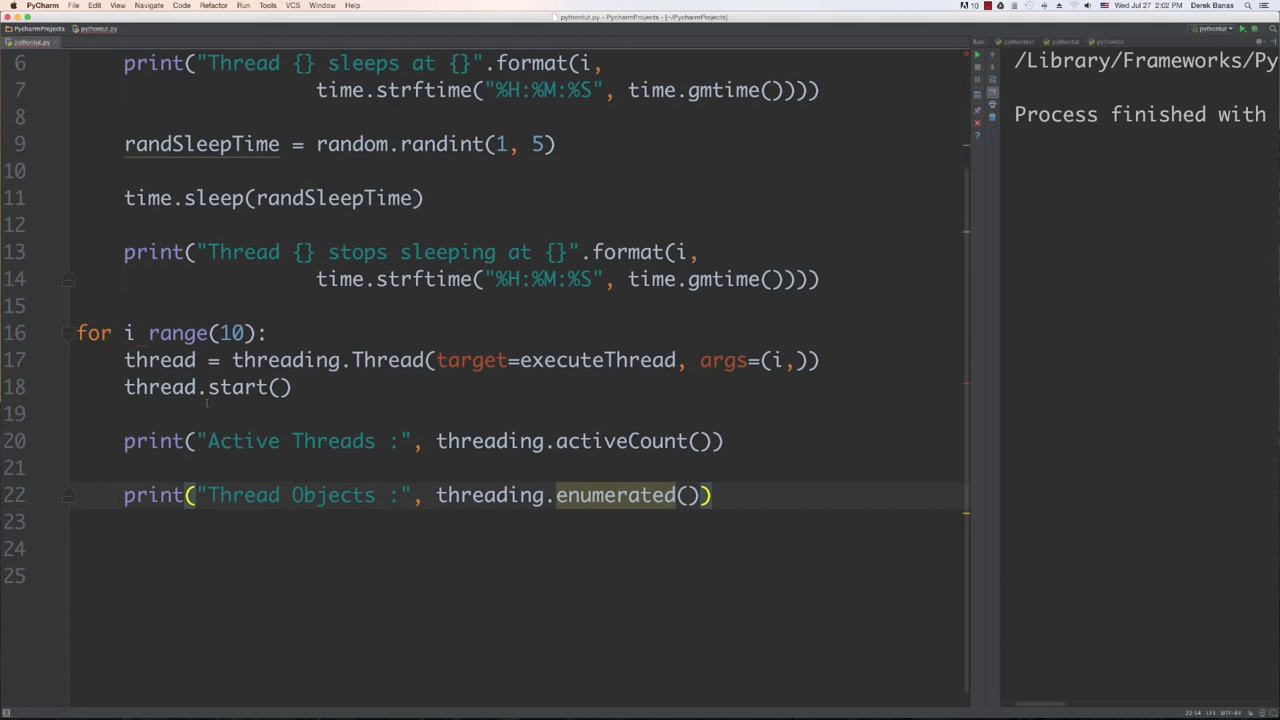 PyCharm File Edit View Navigate Code Refactor Run Tools VCS Window Help 10 Wed Jul 27 2:02 PM Derek Banas
pythontut.py - PycharmProjects - [~/PycharmProjects]
PycharmProjects pythontut.py pythontut
pythontut.py Run: pythontest pythontut pythontut
6 print("Thread {} sleeps at {}".format(i,
7 time.strftime("%H:%M:%S", time.gmtime())))
8
9 randSleepTime = random.randint(1, 5)
10
11 time.sleep(randSleepTime)
12
13 print("Thread {} stops sleeping at {}".format(i,
14 time.strftime("%H:%M:%S", time.gmtime())))
15
16 for i range(10):
17 thread = threading.Thread(target=executeThread, args=(i,))
18 thread.start()
19
20 print("Active Threads :", threading.activeCount())
21
22 print("Thread Objects :", threading.enumerated())
23
24
25
/Library/Frameworks/Py
Process finished with
22:54 LF‡ UTF-8‡